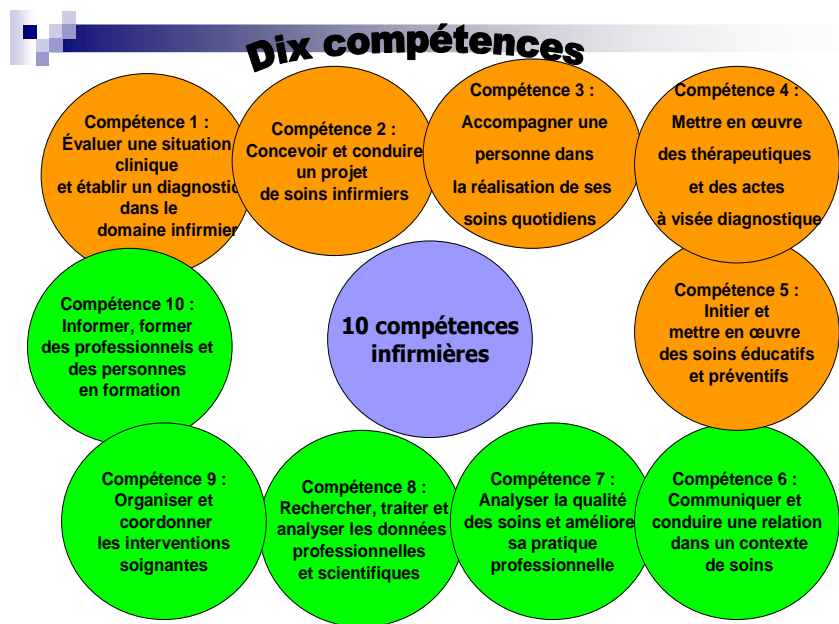 Dix compétences
Compétence 1 :
Évaluer une situation
clinique
et établir un diagnostic
dans le
domaine infirmier
Compétence 2 :
Concevoir et conduire
un projet
de soins infirmiers
Compétence 3 :
Accompagner une
personne dans
la réalisation de ses
soins quotidiens
Compétence 4 :
Mettre en œuvre
des thérapeutiques
et des actes
à visée diagnostique
Compétence 10 :
Informer, former
des professionnels et
des personnes
en formation
10 compétences
infirmières
Compétence 5 :
Initier et
mettre en œuvre
des soins éducatifs
et préventifs
Compétence 9 :
Organiser et
coordonner
les interventions
soignantes
Compétence 8 :
Rechercher, traiter et
analyser les données
professionnelles
et scientifiques
Compétence 7 :
Analyser la qualité
des soins et améliore
sa pratique
professionnelle
Compétence 6 :
Communiquer et
conduire une relation
dans un contexte
de soins